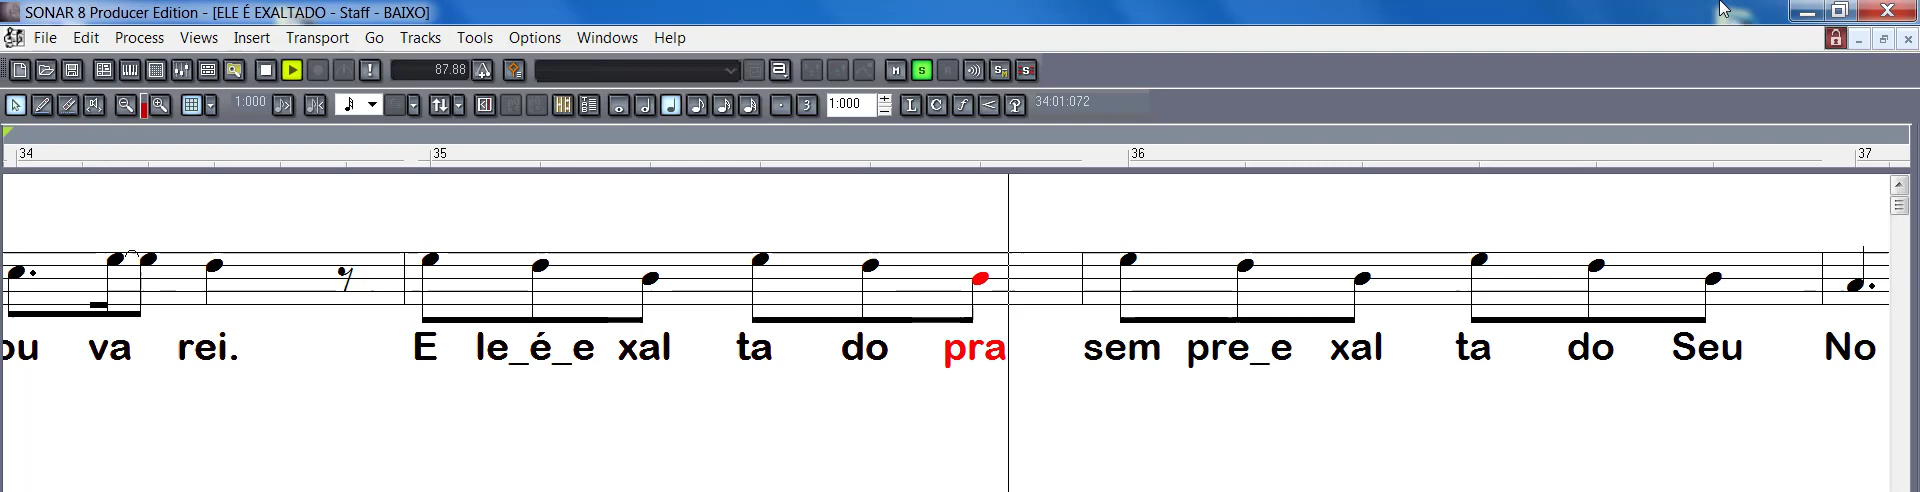 SONAR 8 Producer Edition - [ELE É EXALTADO - Staff - BAIXO]
File Edit Process Views Insert Transport Go Tracks Tools Options Windows Help
87.88 M S R
1:000 3 1:000 L C f 34:01:072
34 35 36 37
ou va rei. E le_é_e xal ta do pra sem pre_e xal ta do Seu No